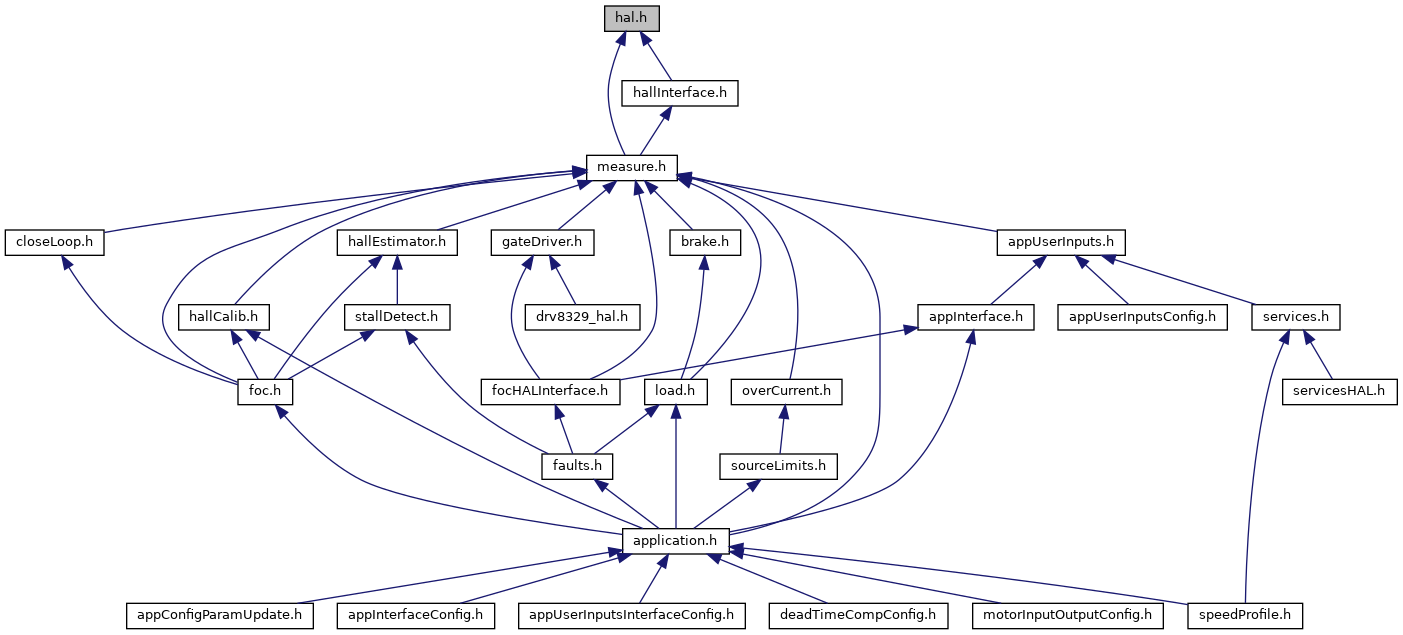 hal.h
hallInterface.h
measure.h
closeLoop.h
hallEstimator.h
gateDriver.h
brake.h
appUserInputs.h
hallCalib.h
stallDetect.h
drv8329_hal.h
appInterface.h
appUserInputsConfig.h
services.h
foc.h
focHALInterface.h
load.h
overCurrent.h
servicesHAL.h
faults.h
sourceLimits.h
application.h
appConfigParamUpdate.h
appInterfaceConfig.h
appUserInputsInterfaceConfig.h
deadTimeCompConfig.h
motorInputOutputConfig.h
speedProfile.h